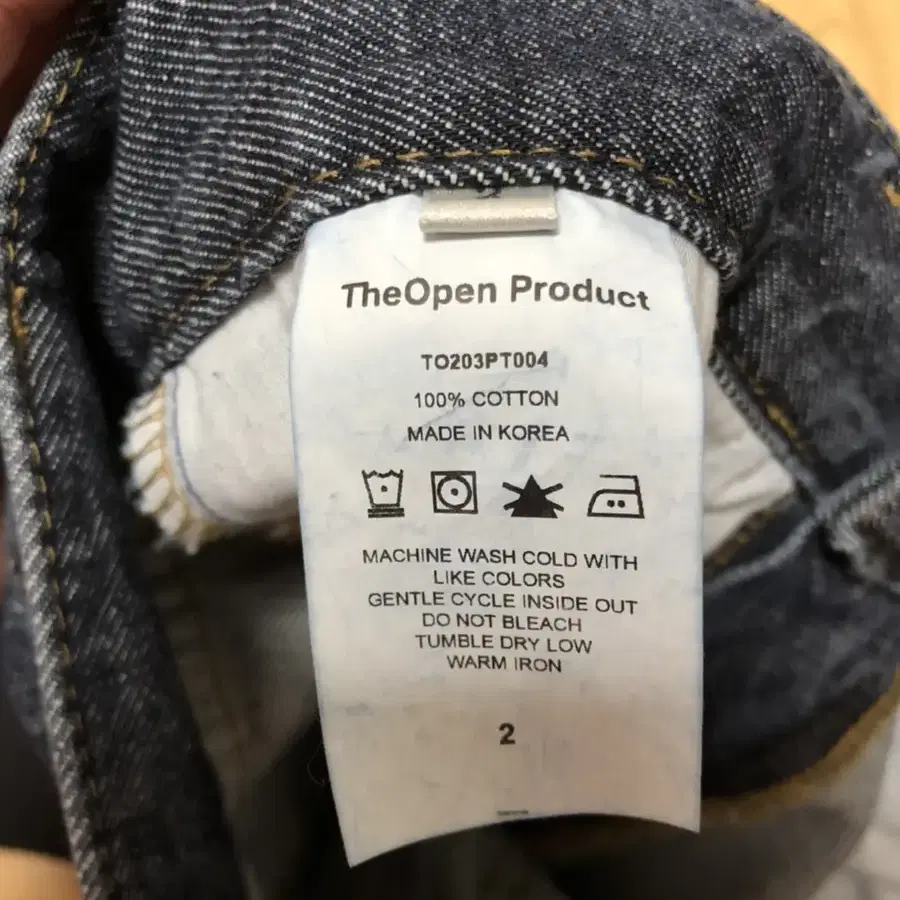 TheOpen Product
TO203PT004
100% COTTON
MADE IN KOREA
MACHINE WASH COLD WITH
LIKE COLORS
GENTLE CYCLE INSIDE OUT
DO NOT BLEACH
TUMBLE DRY LOW
WARM IRON
2